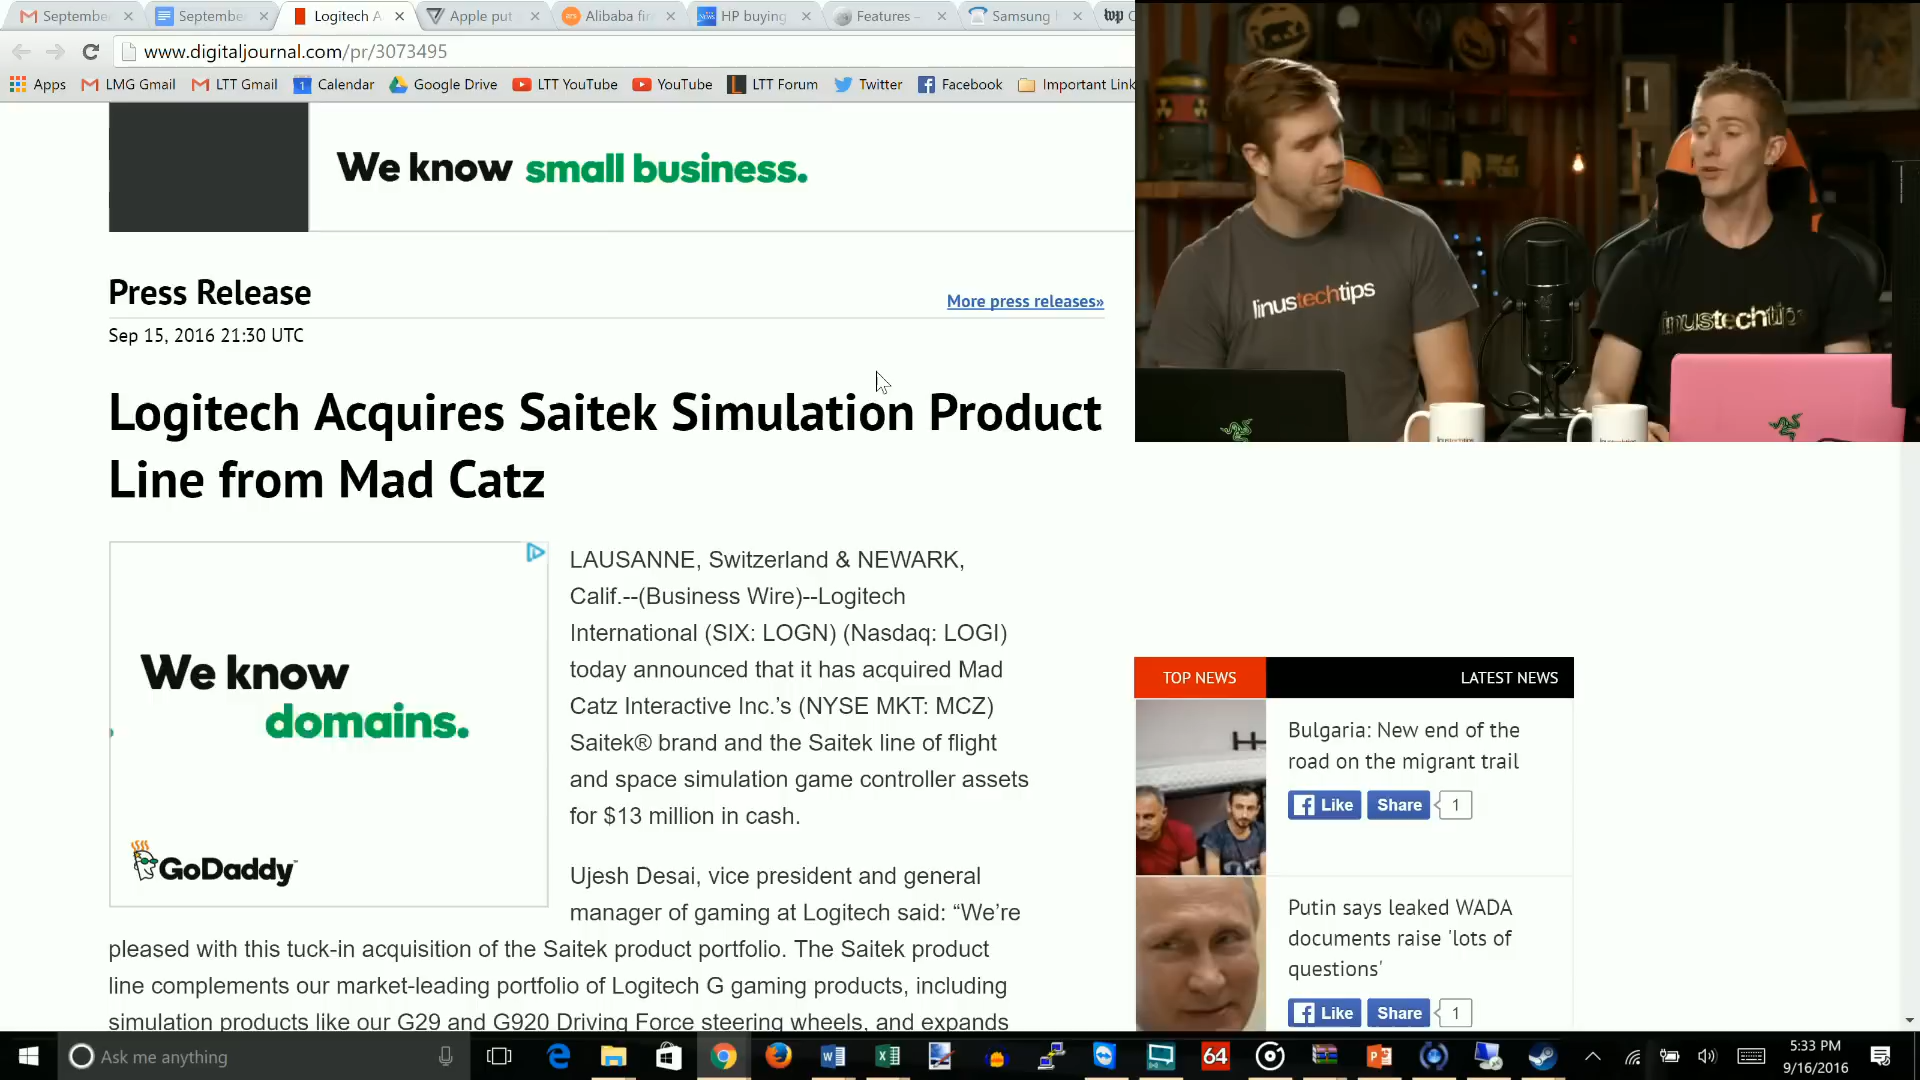 September
September
Logitech A
Apple put
Alibaba fir
HP buying
Features -
Samsung
www.digitaljournal.com/pr/3073495
Apps
LMG Gmail
LTT Gmail
Calendar
Google Drive
LTT YouTube
YouTube
LTT Forum
Twitter
Facebook
Important Link
We know small business.
Press Release
More press releases»
Sep 15, 2016 21:30 UTC
Logitech Acquires Saitek Simulation Product
Line from Mad Catz
LAUSANNE, Switzerland & NEWARK,
Calif.--(Business Wire)--Logitech
International (SIX: LOGN) (Nasdaq: LOGI)
today announced that it has acquired Mad
Catz Interactive Inc.’s (NYSE MKT: MCZ)
Saitek® brand and the Saitek line of flight
and space simulation game controller assets
for $13 million in cash.
Ujesh Desai, vice president and general
manager of gaming at Logitech said: “We’re
pleased with this tuck-in acquisition of the Saitek product portfolio. The Saitek product
line complements our market-leading portfolio of Logitech G gaming products, including
simulation products like our G29 and G920 Driving Force steering wheels, and expands
We know
domains.
GoDaddy
linustechtips
linustechtips
TOP NEWS
LATEST NEWS
Bulgaria: New end of the
road on the migrant trail
Like
Share
1
Putin says leaked WADA
documents raise 'lots of
questions'
Like
Share
1
Ask me anything
64
5:33 PM
9/16/2016